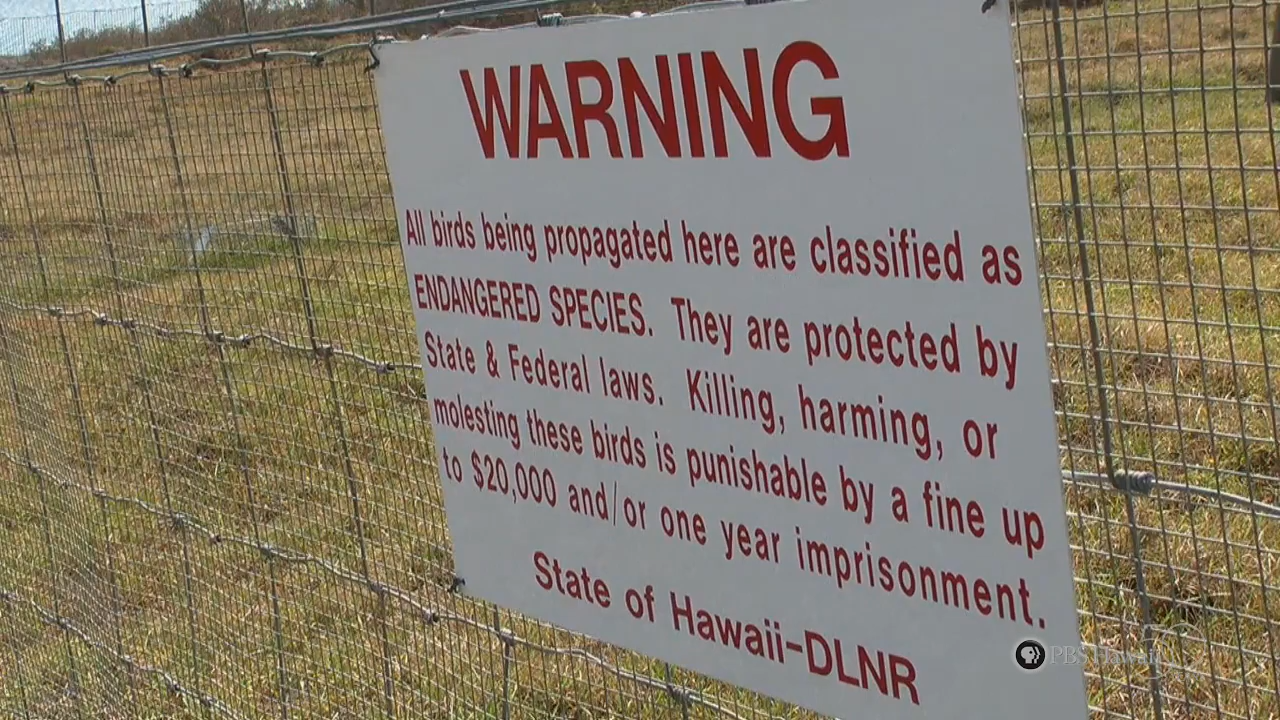 WARNING
All birds being propagated here are classified as
ENDANGERED SPECIES. They are protected by
State & Federal laws. Killing, harming, or
molesting these birds is punishable by a fine up
to $20,000 and/or one year imprisonment.
State of Hawaii-DLNR
PBS Hawai'i